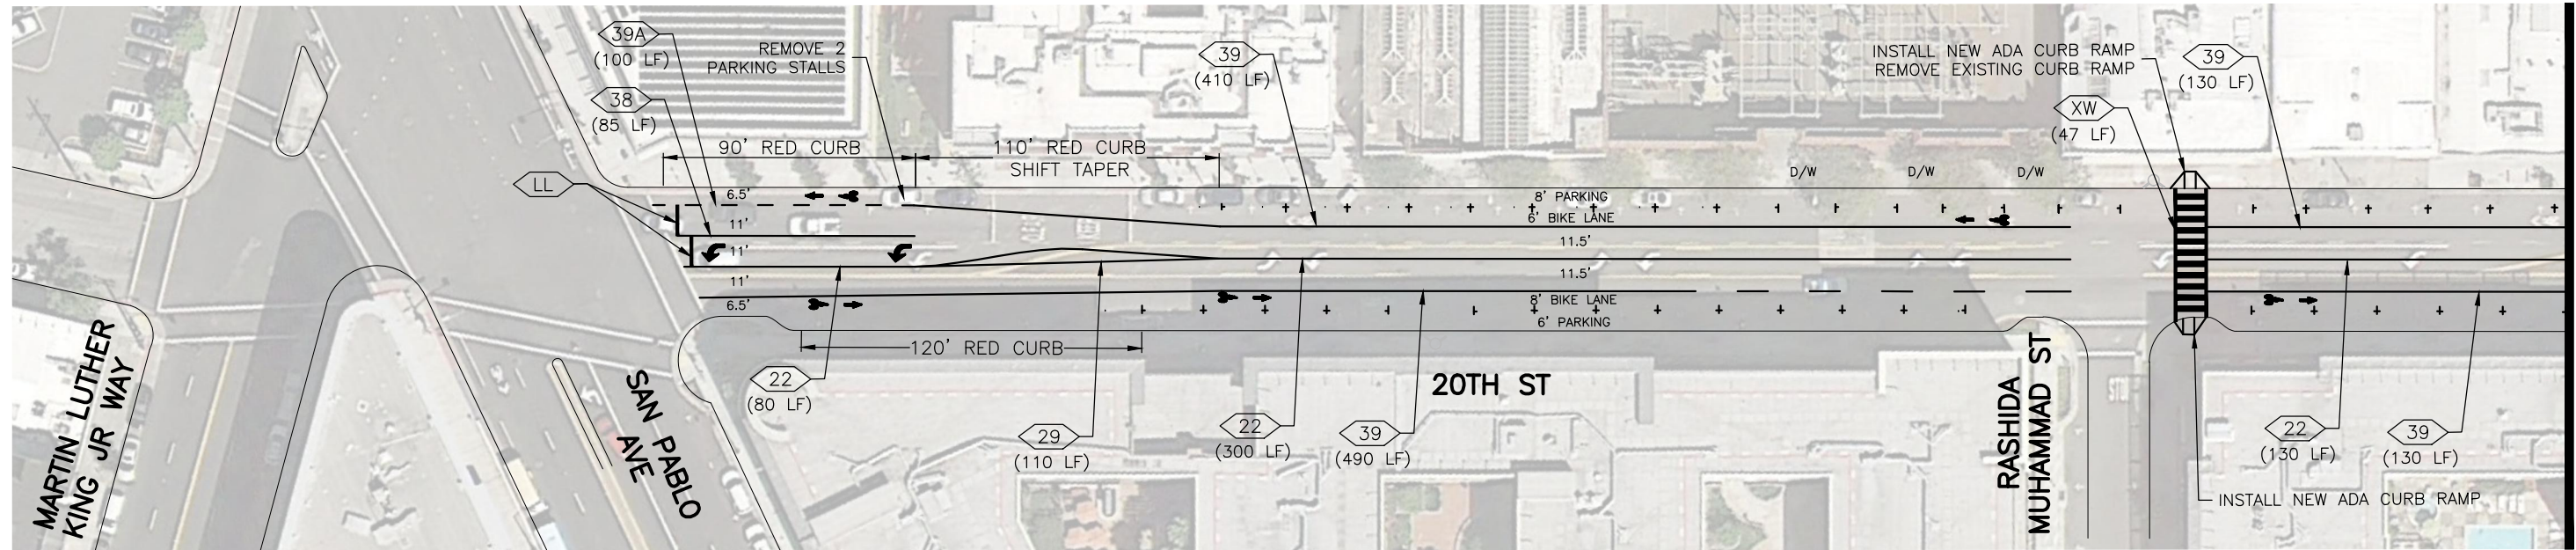 39A
(100 LF)
REMOVE 2
PARKING STALLS
38
(85 LF)
39
(410 LF)
INSTALL NEW ADA CURB RAMP
REMOVE EXISTING CURB RAMP
39
(130 LF)
XW
(47 LF)
90' RED CURB
110' RED CURB
SHIFT TAPER
LL
D/W
D/W
D/W
6.5'
11'
11'
11'
6.5'
8' PARKING
6' BIKE LANE
11.5'
11.5'
8' BIKE LANE
6' PARKING
120' RED CURB
22
(80 LF)
29
(110 LF)
22
(300 LF)
39
(490 LF)
20TH ST
22
(130 LF)
39
(130 LF)
INSTALL NEW ADA CURB RAMP
MARTIN LUTHER
KING JR WAY
SAN PABLO
AVE
RASHIDA
MUHAMMAD ST